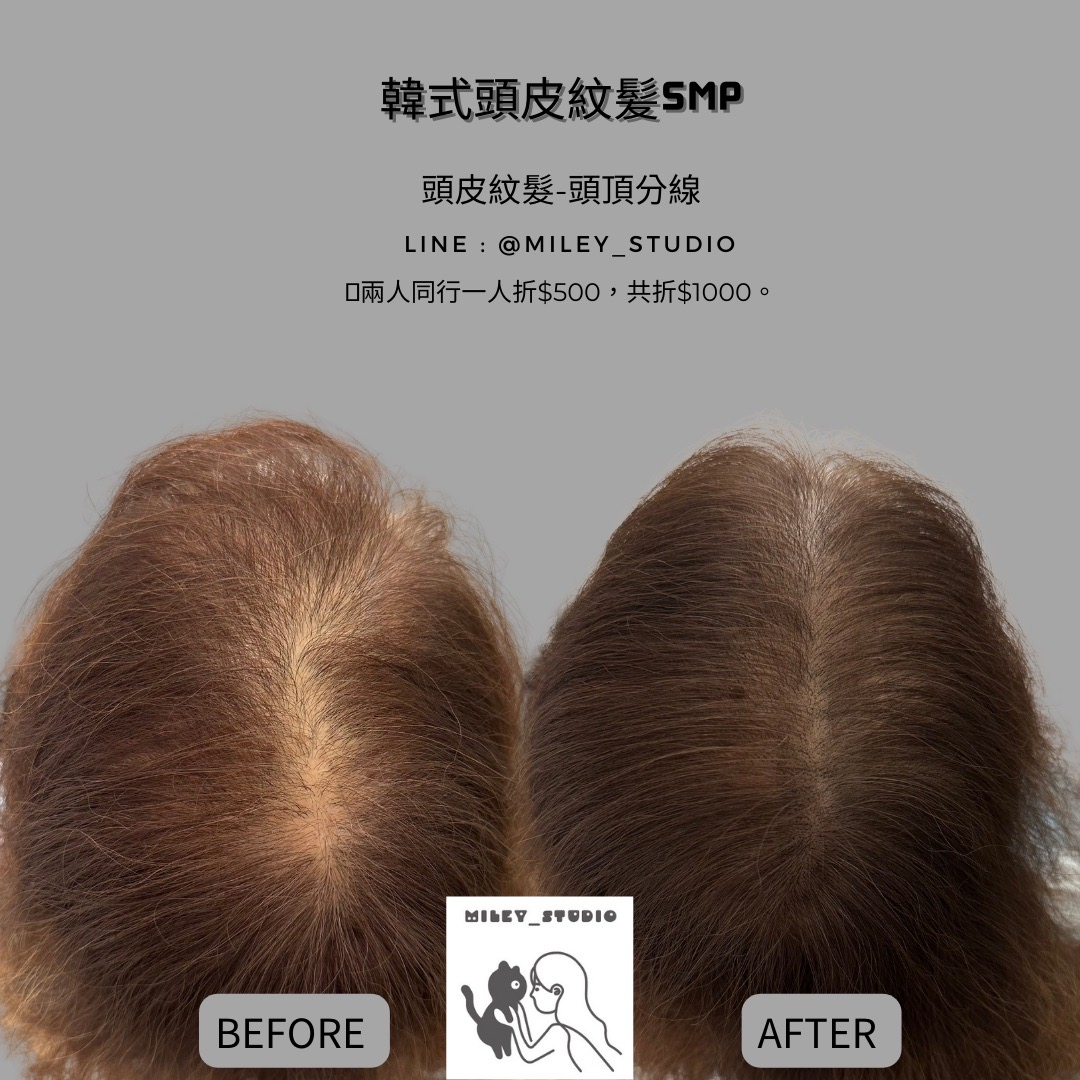 韓式頭皮紋髮SMP
頭皮紋髮-頭頂分線
LINE : @MILEY_STUDIO
兩人同行一人折$500，共折$1000。
MILEY_STUDIO
BEFORE
AFTER